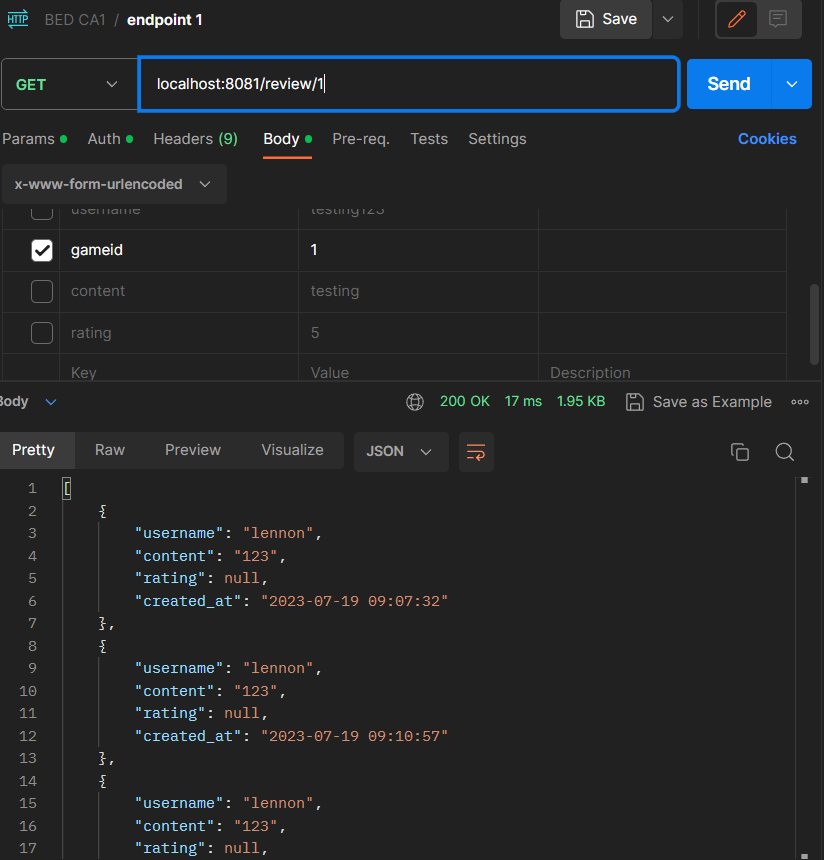 HTTP BED CA1 / endpoint 1 Save
GET localhost:8081/review/1 Send
Params Auth Headers (9) Body Pre-req. Tests Settings Cookies
x-www-form-urlencoded
username testing123
gameid 1
content testing
rating 5
Key Value Description
Body 200 OK 17 ms 1.95 KB Save as Example
Pretty Raw Preview Visualize JSON
1 [
2 {
3 "username": "lennon",
4 "content": "123",
5 "rating": null,
6 "created_at": "2023-07-19 09:07:32"
7 },
8 {
9 "username": "lennon",
10 "content": "123",
11 "rating": null,
12 "created_at": "2023-07-19 09:10:57"
13 },
14 {
15 "username": "lennon",
16 "content": "123",
17 "rating": null,